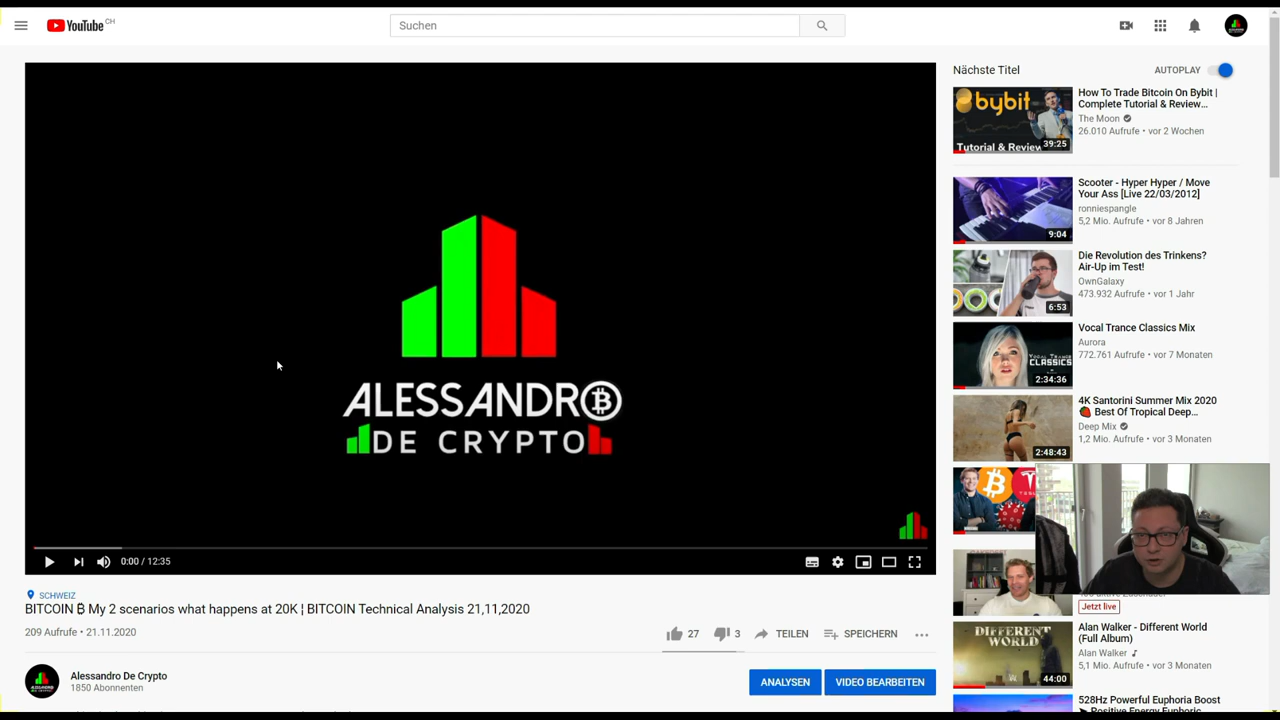 YouTube CH
Suchen
ALESSANDRO
DE CRYPTO
0:00 / 12:35
SCHWEIZ
BITCOIN ₿ My 2 scenarios what happens at 20K | BITCOIN Technical Analysis 21,11,2020
209 Aufrufe • 21.11.2020
27
3
TEILEN
SPEICHERN
Alessandro De Crypto
1850 Abonnenten
ANALYSEN
VIDEO BEARBEITEN
Nächste Titel
AUTOPLAY
bybit
Tutorial & Review
39:25
How To Trade Bitcoin On Bybit |
Complete Tutorial & Review...
The Moon
26.010 Aufrufe • vor 2 Wochen
9:04
Scooter - Hyper Hyper / Move
Your Ass [Live 22/03/2012]
ronniespangle
5,2 Mio. Aufrufe • vor 8 Jahren
6:53
Die Revolution des Trinkens?
Air-Up im Test!
OwnGalaxy
473.932 Aufrufe • vor 1 Jahr
VOCAL TRANCE
CLASSICS
2:34:36
Vocal Trance Classics Mix
Aurora
772.761 Aufrufe • vor 7 Monaten
2:48:43
4K Santorini Summer Mix 2020
🍓 Best Of Tropical Deep...
Deep Mix
1,2 Mio. Aufrufe • vor 3 Monaten
Jetzt live
DIFFERENT
WORLD
44:00
Alan Walker - Different World
(Full Album)
Alan Walker
5,1 Mio. Aufrufe • vor 3 Monaten
528Hz Powerful Euphoria Boost
➤ Positive Energy Euphoric